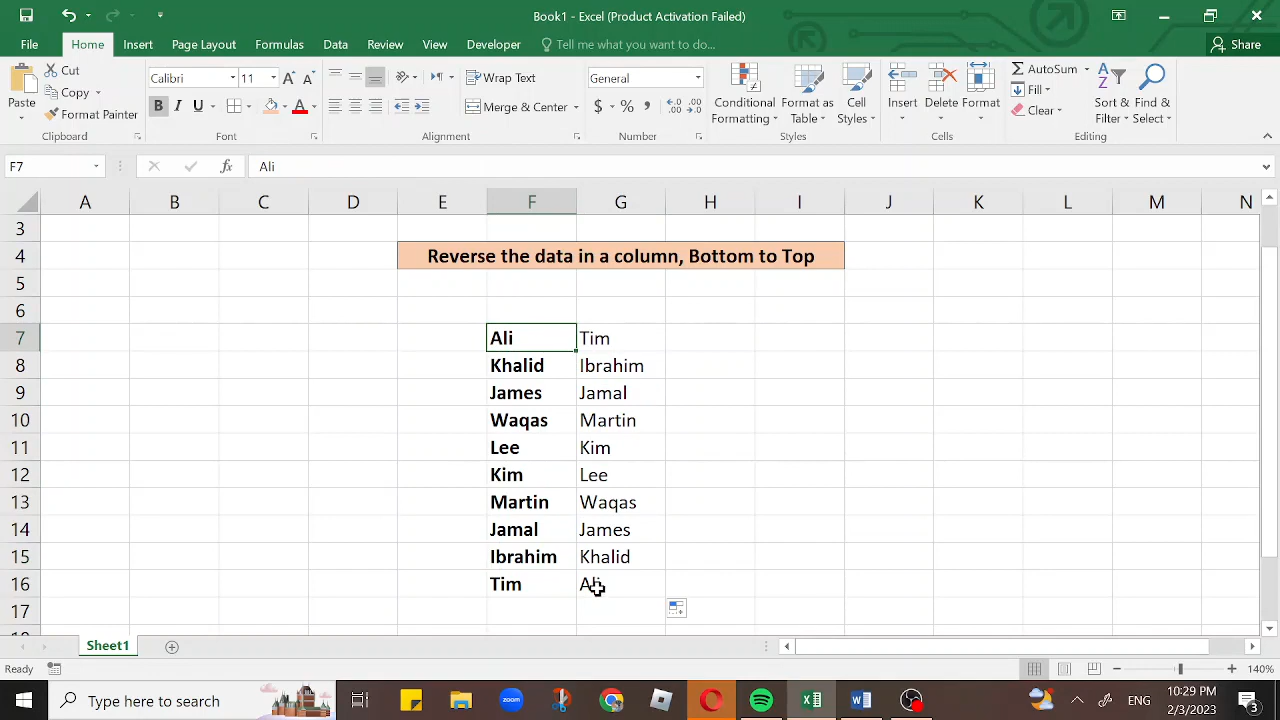 Book1 - Excel (Product Activation Failed)
File Home Insert Page Layout Formulas Data Review View Developer Tell me what you want to do... Share
Paste
Cut
Copy
Format Painter
Clipboard
Calibri 11
B I U
Font
Wrap Text
Merge & Center
Alignment
General
$ % ,
Number
Conditional Formatting
Format as Table
Cell Styles
Styles
Insert
Delete
Format
Cells
AutoSum
Fill
Clear
Sort & Filter
Find & Select
Editing
F7 fx Ali
A B C D E F G H I J K L M N
3
4 Reverse the data in a column, Bottom to Top
5
6
7 Ali Tim
8 Khalid Ibrahim
9 James Jamal
10 Waqas Martin
11 Lee Kim
12 Kim Lee
13 Martin Waqas
14 Jamal James
15 Ibrahim Khalid
16 Tim Ali
17
Sheet1
Ready 140%
Type here to search zoom ENG 10:29 PM
2/3/2023 3